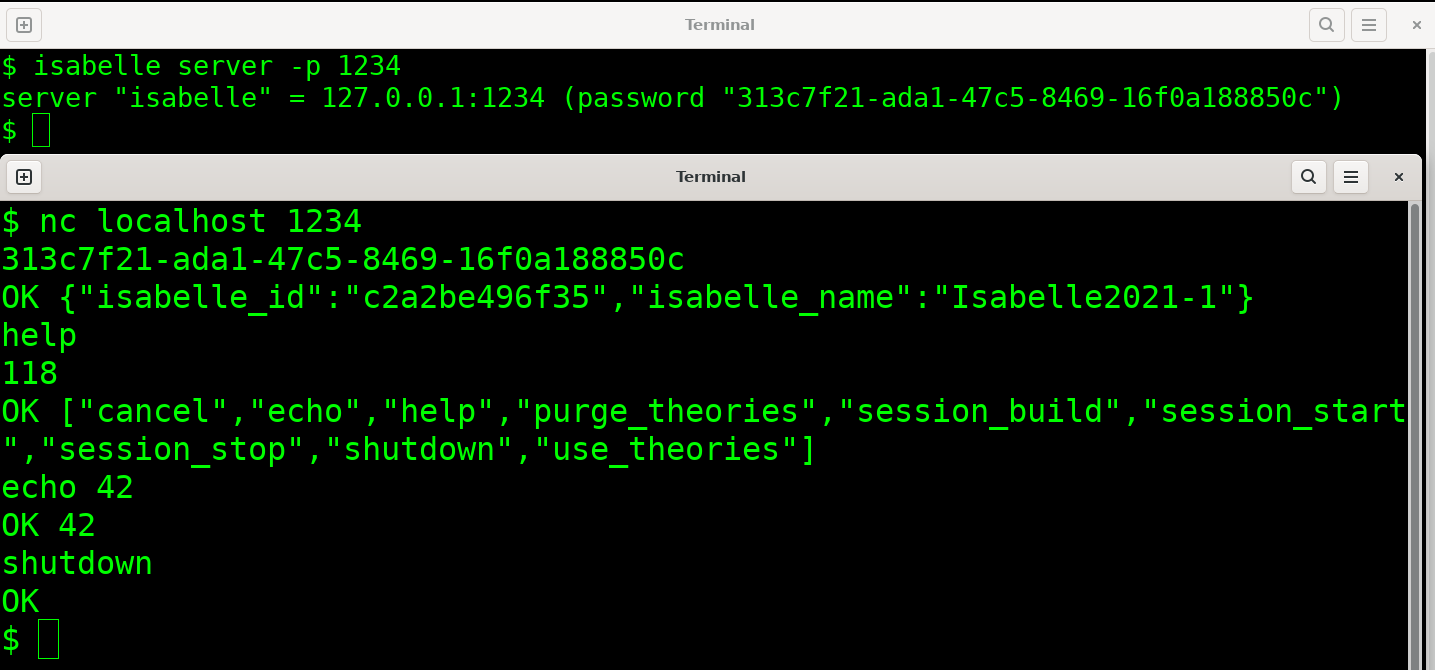 Terminal
$ isabelle server -p 1234
server "isabelle" = 127.0.0.1:1234 (password "313c7f21-ada1-47c5-8469-16f0a188850c")
$
Terminal
$ nc localhost 1234
313c7f21-ada1-47c5-8469-16f0a188850c
OK {"isabelle_id":"c2a2be496f35","isabelle_name":"Isabelle2021-1"}
help
118
OK ["cancel","echo","help","purge_theories","session_build","session_start
","session_stop","shutdown","use_theories"]
echo 42
OK 42
shutdown
OK
$